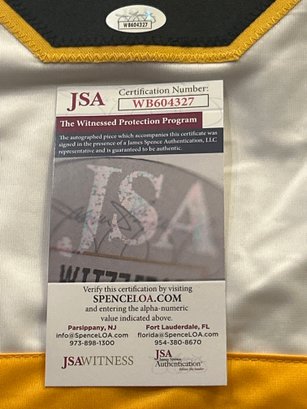 JSA
WB604327
JSA
Certification Number:
WB604327
The Witnessed Protection Program
The autographed piece which accompanies this certificate was
signed in the presence of a James Spence Authentication, LLC
representative and is guaranteed to be authentic.
JSA
Verify this certification by visiting
SPENCELOA.COM
and entering the alpha-numeric
value indicated above.
Parsippany, NJ
info@SpenceLOA.com
973-898-1300
Fort Lauderdale, FL
florida@SpenceLOA.com
954-380-8670
JSAWITNESS
JSA
Authentication